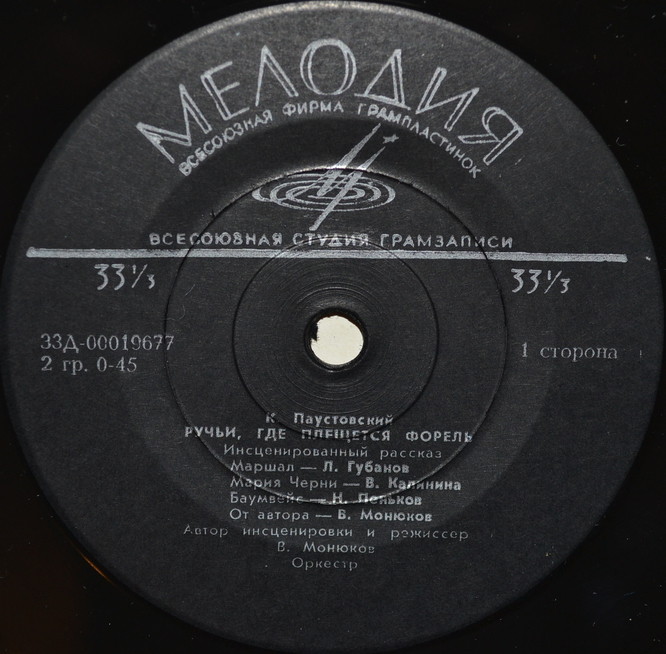 МЕЛОДИЯ
ВСЕСОЮЗНАЯ ФИРМА ГРАМПЛАСТИНОК
ВСЕСОЮЗНАЯ СТУДИЯ ГРАМЗАПИСИ
33⅓ 33⅓
33Д-00019677
2 гр. 0-45
1 сторона
К. Паустовский
РУЧЬИ, ГДЕ ПЛЕЩЕТСЯ ФОРЕЛЬ
Инсценированный рассказ
Маршал — Л. Губанов
Мария Черни — В. Калинина
Баумвейс — Н. Пеньков
От автора — В. Монюков
Автор инсценировки и режиссер
В. Монюков
Оркестр